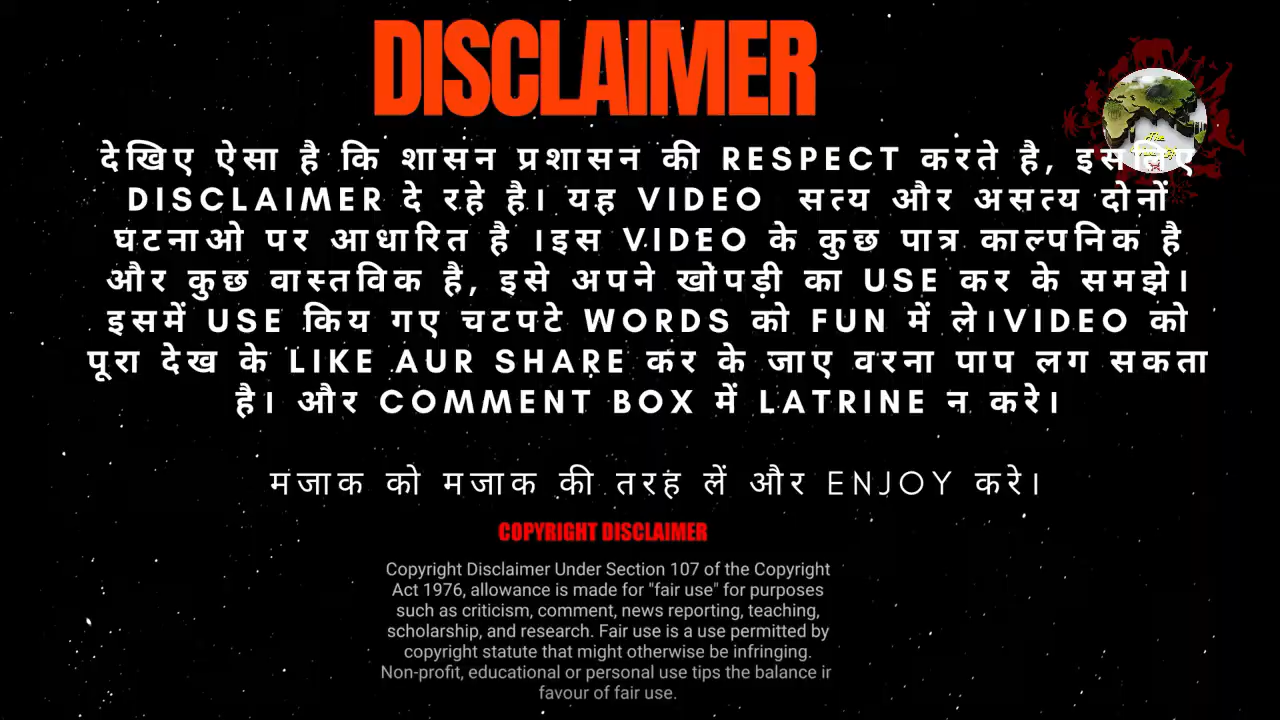 DISCLAIMER
देखिए ऐसा है कि शासन प्रशासन की RESPECT करते है, इसलिए
DISCLAIMER दे रहे है। यह VIDEO सत्य और असत्य दोनों
घटनाओ पर आधारित है ।इस VIDEO के कुछ पात्र काल्पनिक है
और कुछ वास्तविक हैं, इसे अपने खोंपड़ी का USE कर के समझे।
इसमें USE किय गए चटपटे WORDS को FUN में ले।VIDEO को
पूरा देख के LIKE AUR SHARE कर के जाए वरना पाप लग सकता
है। और COMMENT BOX में LATRINE न करे।
मजाक को मजाक की तरह लें और ENJOY करे।
COPYRIGHT DISCLAIMER
Copyright Disclaimer Under Section 107 of the Copyright
Act 1976, allowance is made for "fair use" for purposes
such as criticism, comment, news reporting, teaching,
scholarship, and research. Fair use is a use permitted by
copyright statute that might otherwise be infringing.
Non-profit, educational or personal use tips the balance ir
favour of fair use.